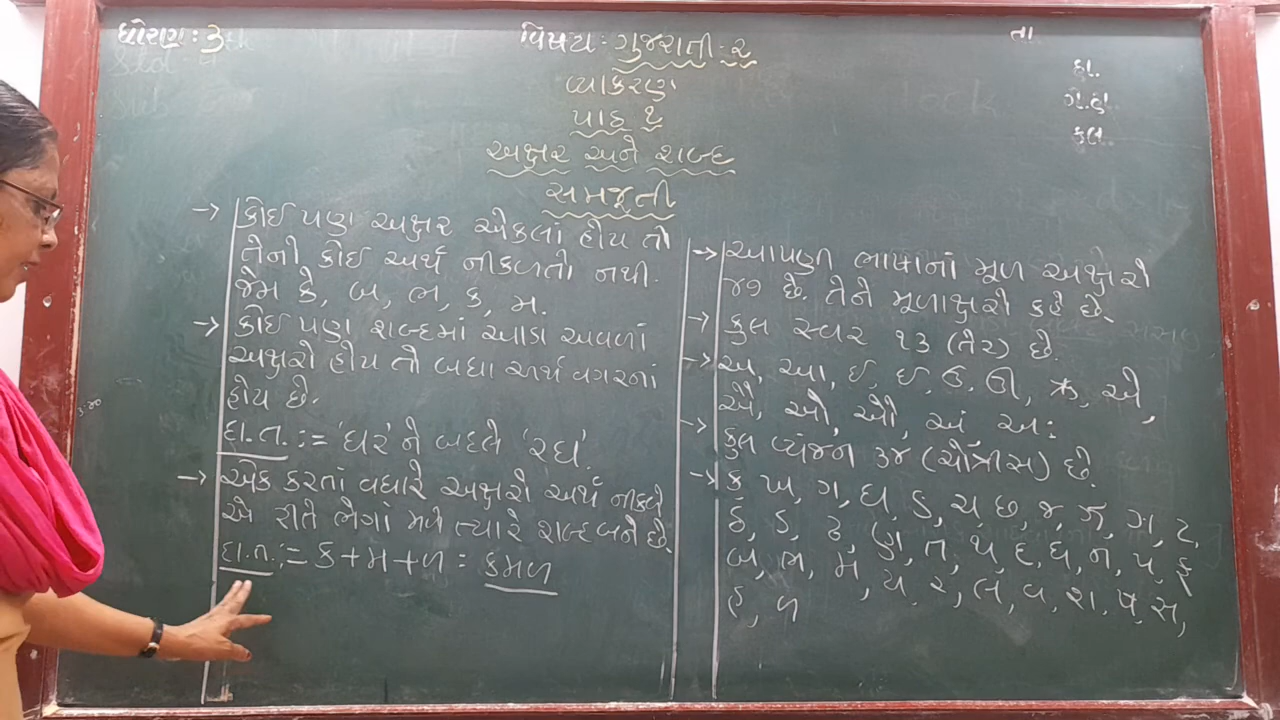 ધોરણ : 3
વિષય : ગુજરાતી : ૨
તા
વ્યાકરણ
હા.
પાઠ ૧
ગે.હા.
કુલ.
અક્ષર અને શબ્દ
સમજૂતી
→ કોઈ પણ અક્ષર એકલાં હોય તો
તેનો કોઈ અર્થ નીકળતો નથી.
જેમ કે, બ, ભ, ક, મ.
→ કોઈ પણ શબ્દમાં આડા અવળાં
અક્ષરો હોય તો બધા અર્થ વગરનાં
હોય છે.
દા.ત. := 'ઘર' ને બદલે 'રઘ'.
→ એક કરતાં વધારે અક્ષરો અર્થ નીકળે
એ રીતે ભેગાં મળે ત્યારે શબ્દ બને છે.
દા.ત. := ક+મ+ળ = કમળ
→ આપણી ભાષાનાં મૂળ અક્ષરો
૪૭ છે. તેને મૂળાક્ષરો કહે છે.
→ કુલ સ્વર ૧૩ (તેર) છે.
→ અ, આ, ઇ, ઈ, ઉ, ઊ, ઋ, એ,
ઐ, ઓ, ઔ, અં અઃ
→ કુલ વ્યંજન ૩૪ (ચોંત્રીસ) છે.
→ ક ખ, ગ, ઘ, ઙ, ચ, છ, જ, ઝ, ઞ, ટ,
ઠ, ડ, ઢ, ણ, ત, થ, દ, ધ, ન, પ, ફ
બ, ભ, મ, ય, ર, લ, વ, શ, ષ, સ,
હ, ળ